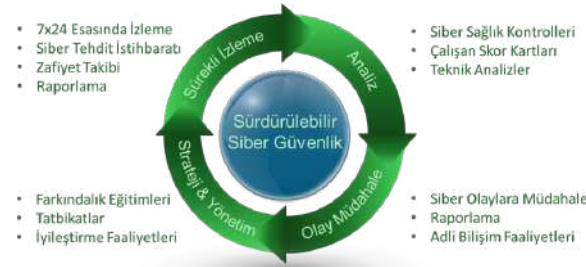 7x24 Esasında İzleme
Siber Tehdit İstihbaratı
Zafiyet Takibi
Raporlama
Siber Sağlık Kontrolleri
Çalışan Skor Kartları
Teknik Analizler
Sürekli İzleme
Analiz
Sürdürülebilir
Siber Güvenlik
Strateji & Yönetim
Olay Müdahale
Farkındalık Eğitimleri
Tatbikatlar
İyileştirme Faaliyetleri
Siber Olaylara Müdahale
Raporlama
Adli Bilişim Faaliyetleri